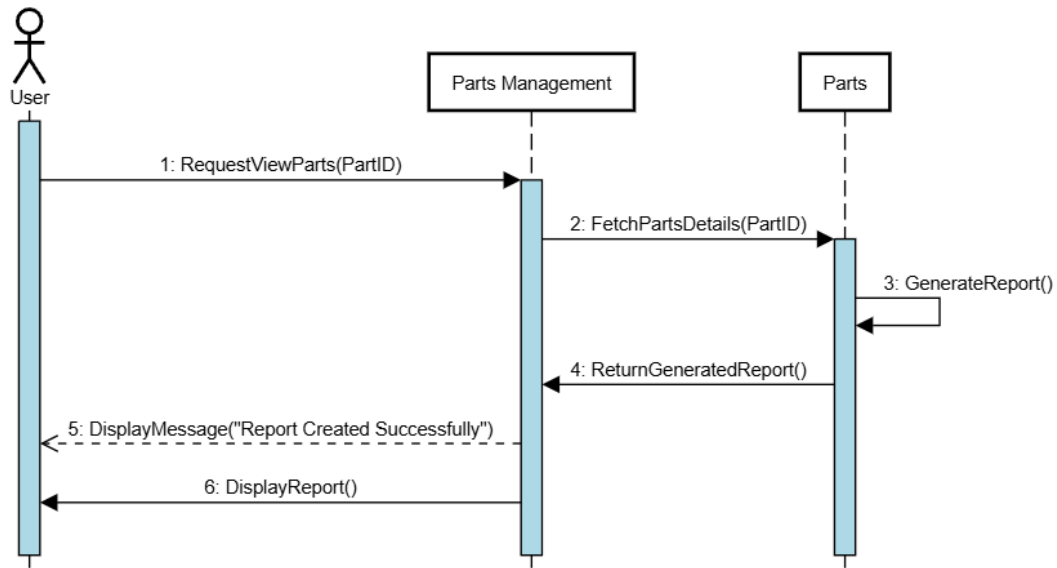 User
Parts Management
Parts
1: RequestViewParts(PartID)
2: FetchPartsDetails(PartID)
3: GenerateReport()
4: ReturnGeneratedReport()
5: DisplayMessage("Report Created Successfully")
6: DisplayReport()